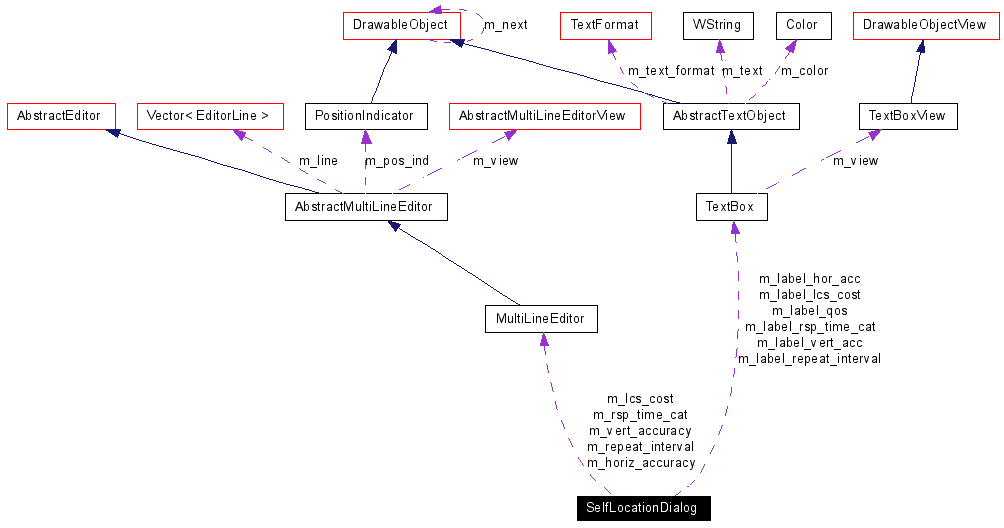 DrawableObject
m_next
TextFormat
WString
Color
DrawableObjectView
m_text_format
m_text
m_color
AbstractEditor
Vector< EditorLine >
PositionIndicator
AbstractMultiLineEditorView
AbstractTextObject
TextBoxView
m_line
m_pos_ind
m_view
m_view
AbstractMultiLineEditor
TextBox
m_label_hor_acc
m_label_lcs_cost
m_label_qos
m_label_rsp_time_cat
m_label_vert_acc
m_label_repeat_interval
MultiLineEditor
m_lcs_cost
m_rsp_time_cat
m_vert_accuracy
m_repeat_interval
m_horiz_accuracy
SelfLocationDialog